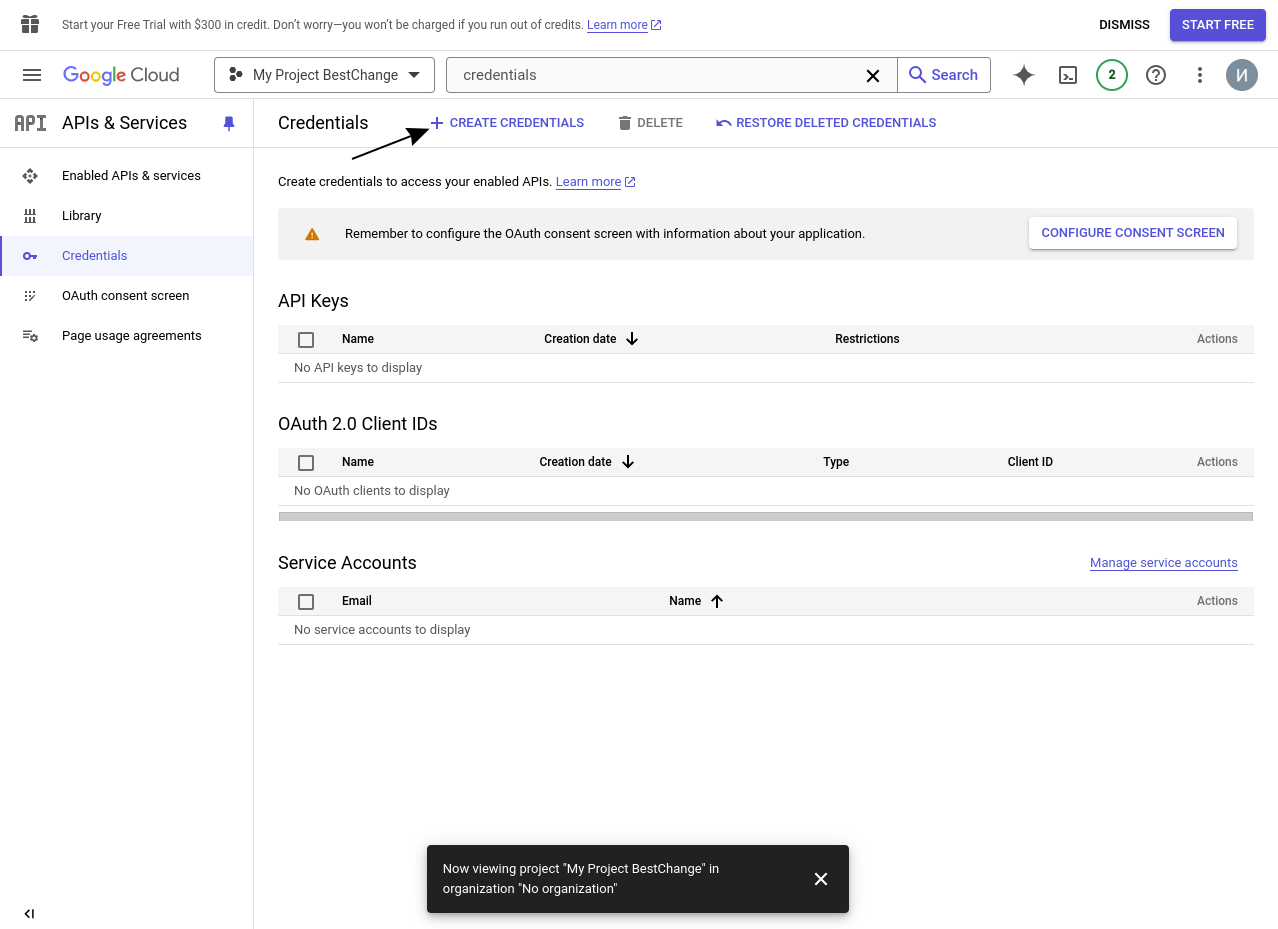 Start your Free Trial with $300 in credit. Don’t worry—you won’t be charged if you run out of credits. Learn more
DISMISS
START FREE
Google Cloud
My Project BestChange
credentials
Search
2
И
API
APIs & Services
Credentials
CREATE CREDENTIALS
DELETE
RESTORE DELETED CREDENTIALS
Enabled APIs & services
Library
Credentials
OAuth consent screen
Page usage agreements
Create credentials to access your enabled APIs. Learn more
Remember to configure the OAuth consent screen with information about your application.
CONFIGURE CONSENT SCREEN
API Keys
Name Creation date Restrictions Actions
No API keys to display
OAuth 2.0 Client IDs
Name Creation date Type Client ID Actions
No OAuth clients to display
Service Accounts
Manage service accounts
Email Name Actions
No service accounts to display
Now viewing project "My Project BestChange" in
organization "No organization"